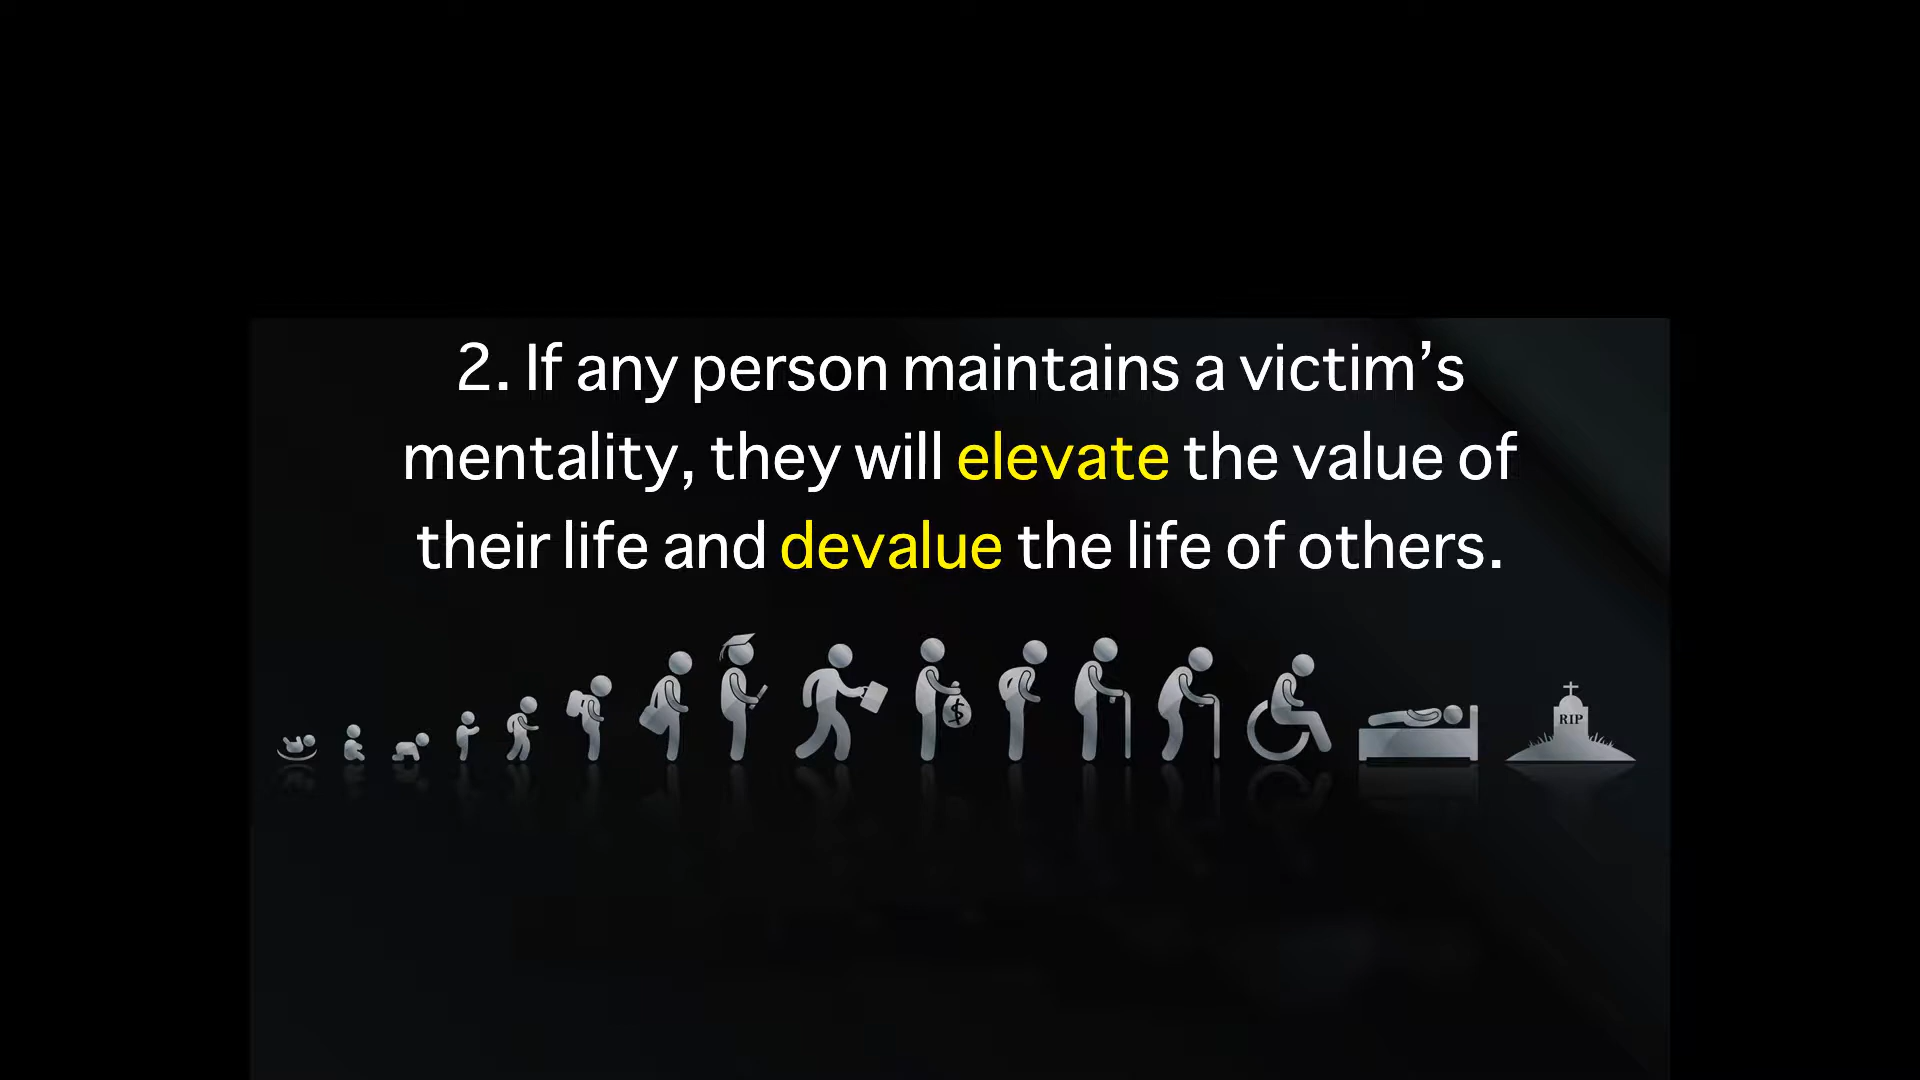 2. If any person maintains a victim’s
mentality, they will elevate the value of
their life and devalue the life of others.
$
RIP